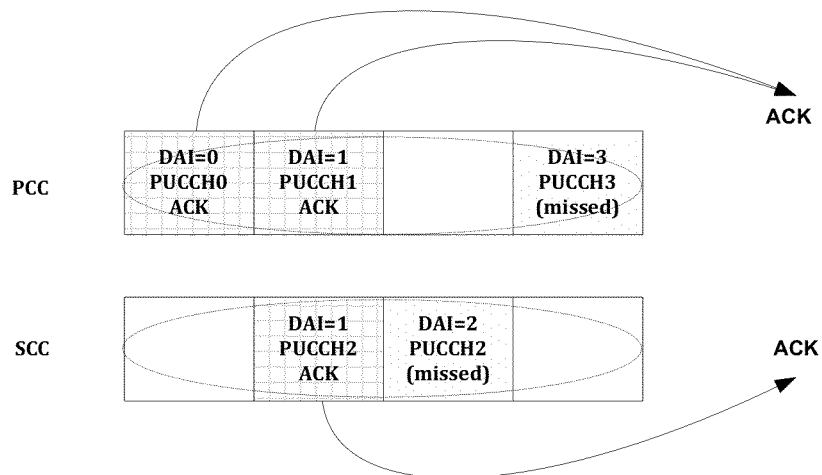 ACK
PCC
DAI=0
PUCCH0
ACK
DAI=1
PUCCH1
ACK
DAI=3
PUCCH3
(missed)
SCC
DAI=1
PUCCH2
ACK
DAI=2
PUCCH2
(missed)
ACK